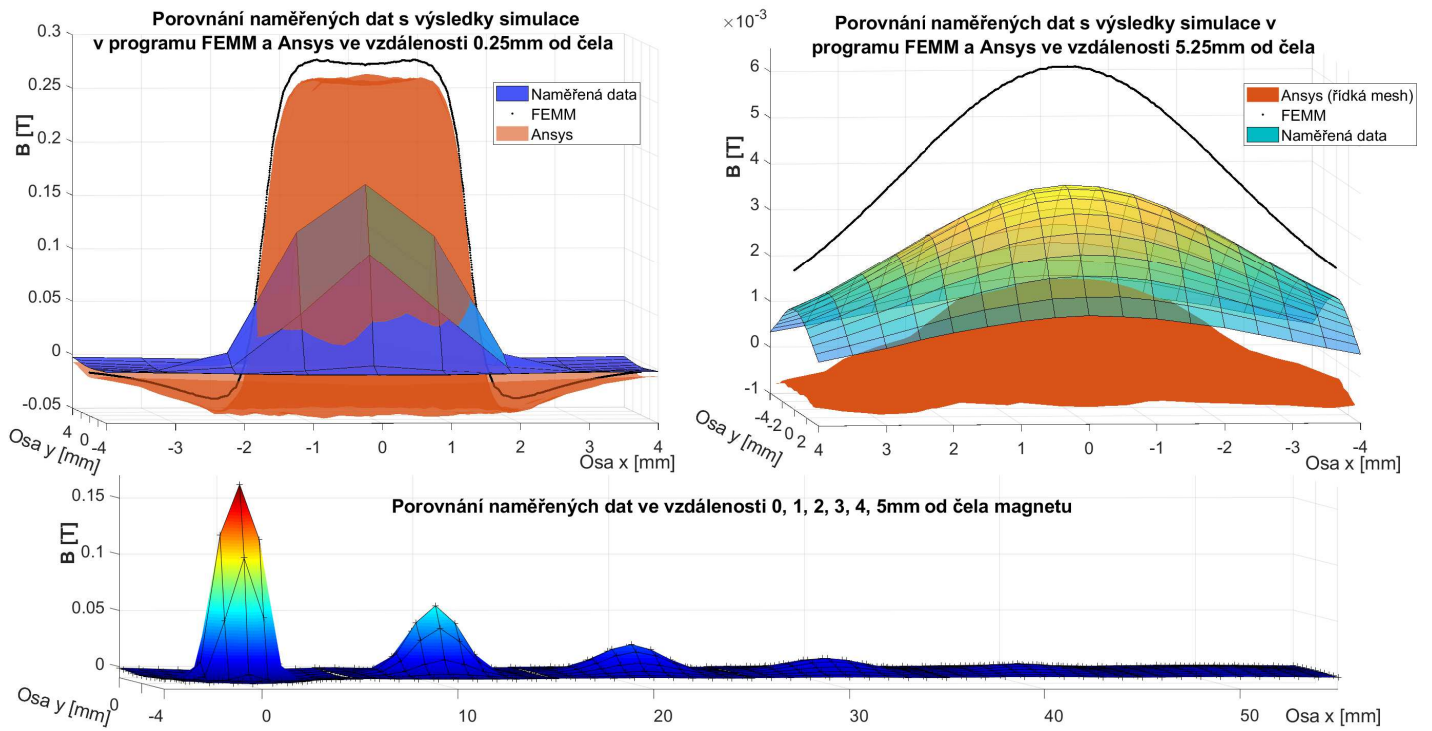 Porovnání naměřených dat s výsledky simulace
v programu FEMM a Ansys ve vzdálenosti 0.25mm od čela
0.3
0.25
0.2
0.15
0.1
0.05
0
-0.05
B [T]
Naměřená data
FEMM
Ansys
4 0 -4
Osa y [mm]
-3 -2 -1 0 1 2 3 4
Osa x [mm]
×10⁻³
Porovnání naměřených dat s výsledky simulace v
programu FEMM a Ansys ve vzdálenosti 5.25mm od čela
6
5
4
3
2
1
0
-1
B [T]
Ansys (řídká mesh)
FEMM
Naměřená data
-4 -2 0 2 4
Osa y [mm]
3 2 1 0 -1 -2 -3 -4
Osa x [mm]
Porovnání naměřených dat ve vzdálenosti 0, 1, 2, 3, 4, 5mm od čela magnetu
0.15
0.1
0.05
0
B [T]
0 -4
Osa y [mm]
0 10 20 30 40 50
Osa x [mm]